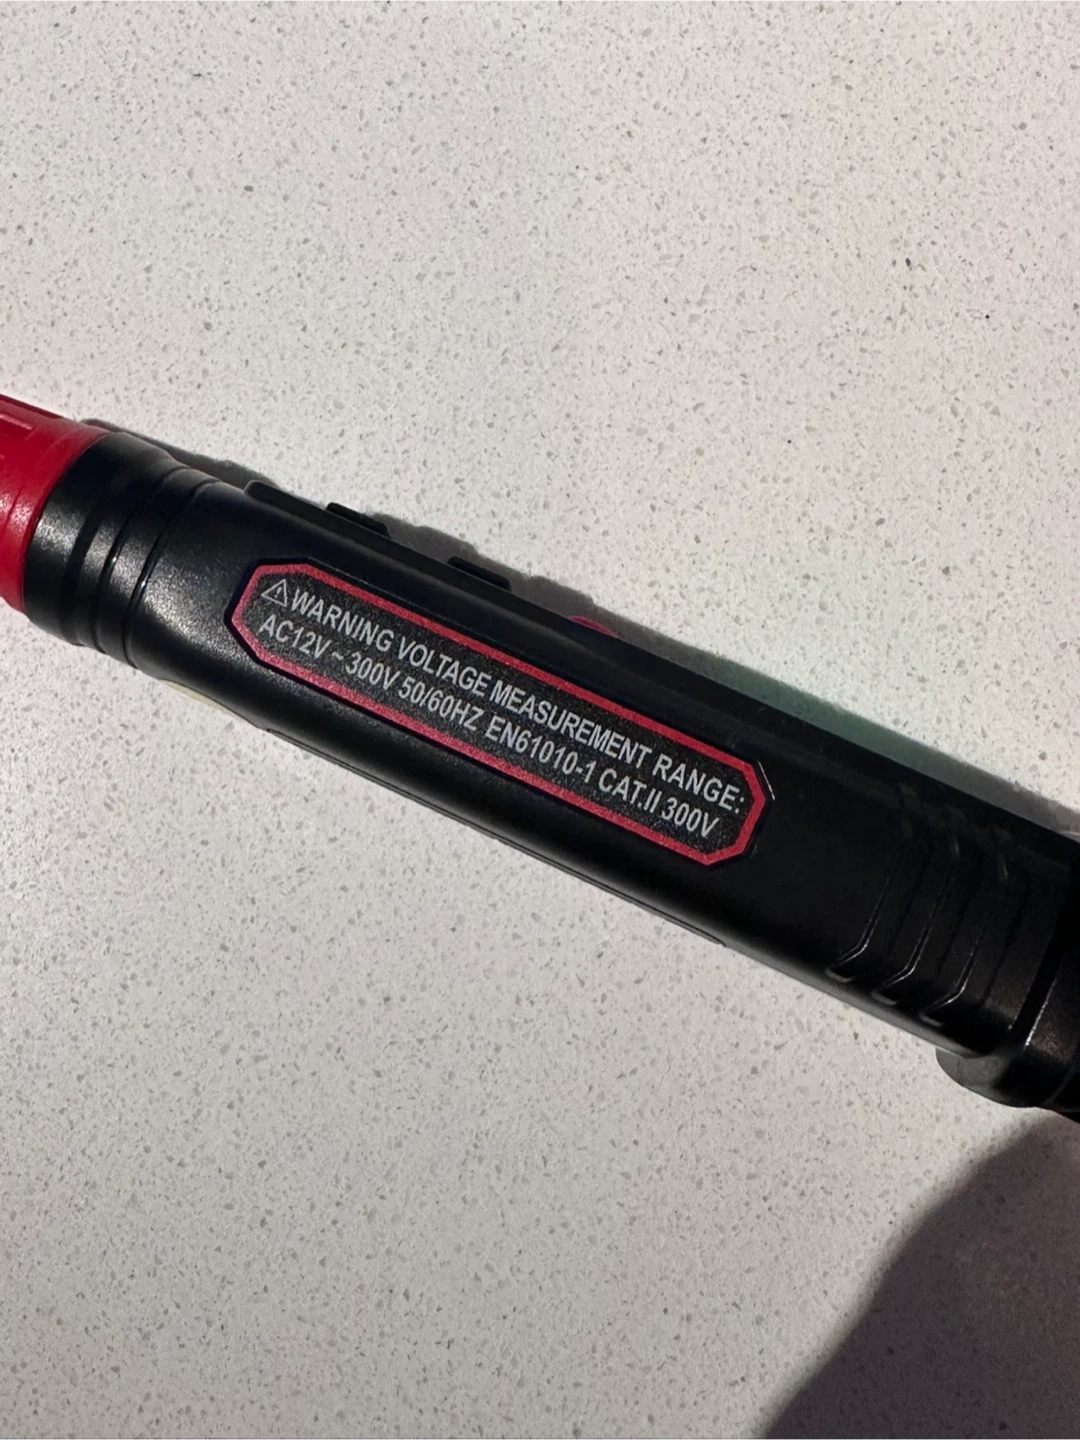 ⚠WARNING VOLTAGE MEASUREMENT RANGE:
AC12V ~ 300V 50/60HZ EN61010-1 CAT.II 300V